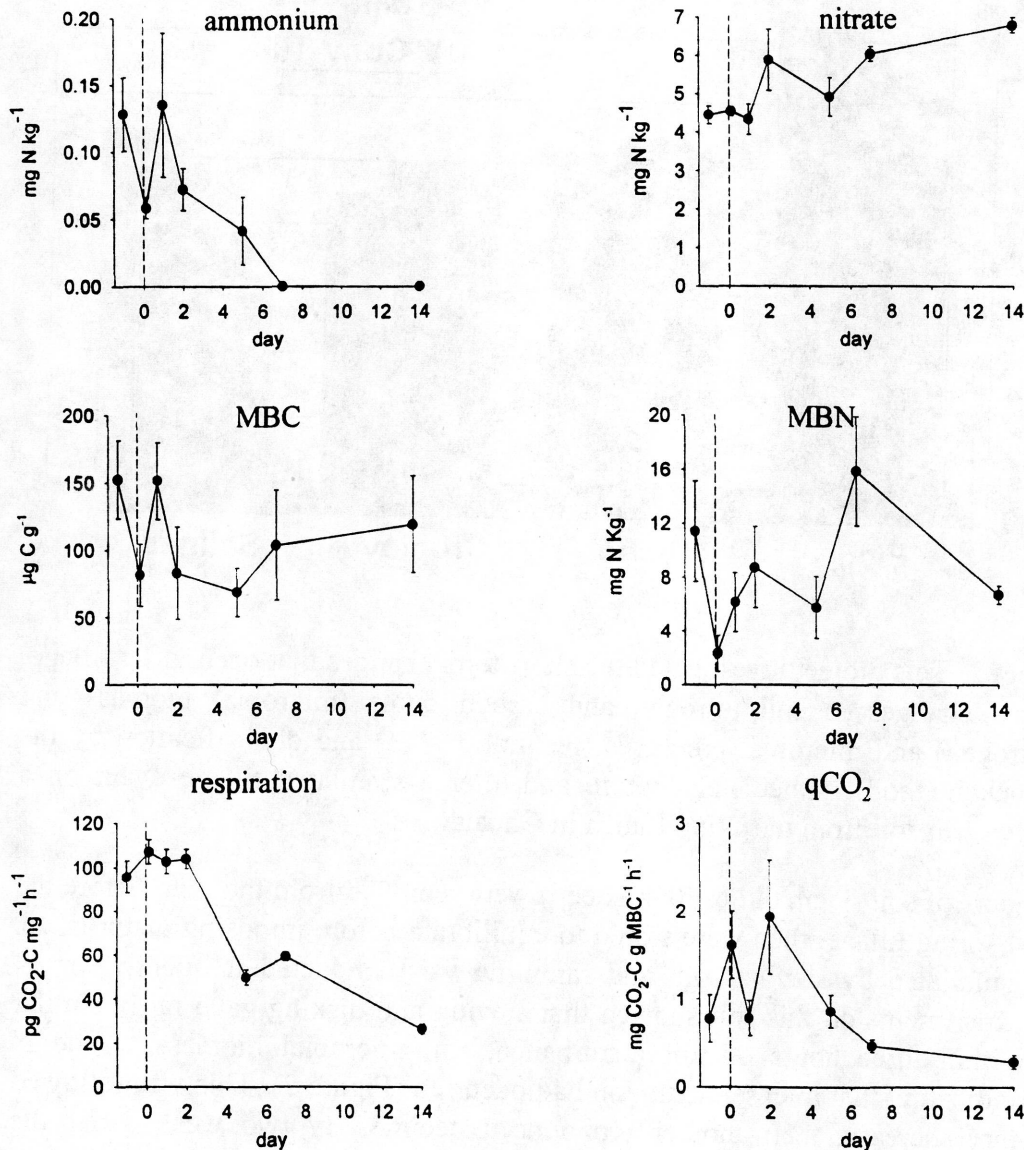 ammonium
0.20
0.15
0.10
0.05
0.00
mg N kg⁻¹
0 2 4 6 8 10 12 14
day
nitrate
7
6
5
4
3
2
1
0
mg N kg⁻¹
0 2 4 6 8 10 12 14
day
MBC
200
150
100
50
0
µg C g⁻¹
0 2 4 6 8 10 12 14
day
MBN
20
16
12
8
4
0
mg N Kg⁻¹
0 2 4 6 8 10 12 14
day
respiration
120
100
80
60
40
20
0
pg CO₂-C mg⁻¹ h⁻¹
0 2 4 6 8 10 12 14
day
qCO₂
3
2
1
0
mg CO₂-C g MBC⁻¹ h⁻¹
0 2 4 6 8 10 12 14
day